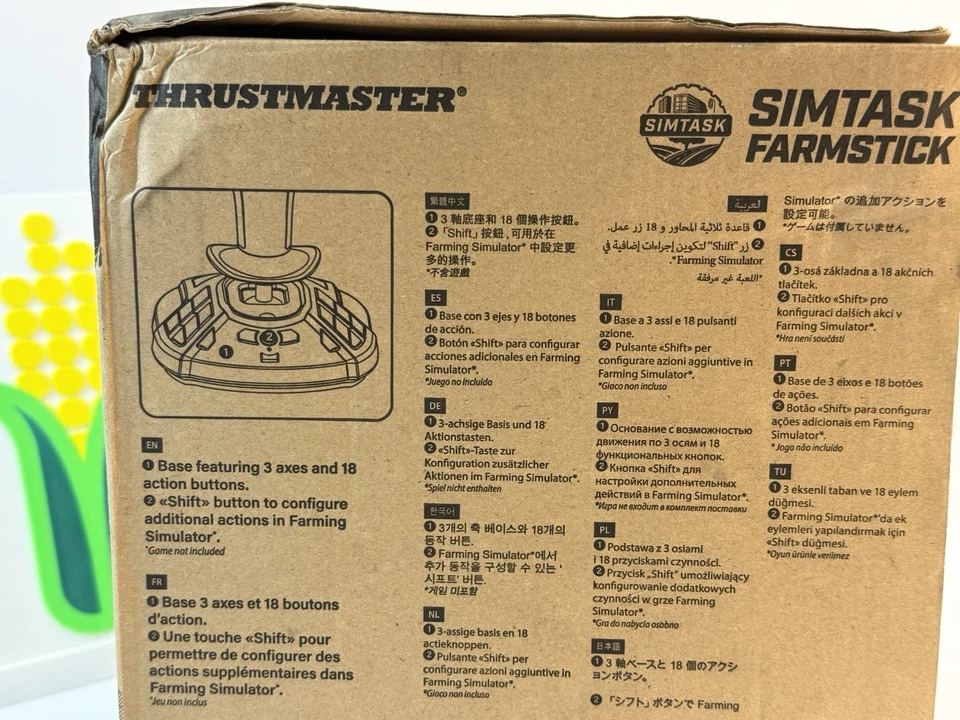 THRUSTMASTER®
SIMTASK
SIMTASK
FARMSTICK
1
2
EN
❶ Base featuring 3 axes and 18
action buttons.
❷ «Shift» button to configure
additional actions in Farming
Simulator*.
*Game not included
FR
❶ Base 3 axes et 18 boutons
d'action.
❷ Une touche «Shift» pour
permettre de configurer des
actions supplémentaires dans
Farming Simulator*.
*Jeu non inclus
繁體中文
❶ 3 軸底座和 18 個操作按鈕。
❷「Shift」按鈕,可用於在
Farming Simulator* 中設定更
多的操作。
*不含遊戲
ES
❶ Base con 3 ejes y 18 botones
de acción.
❷ Botón «Shift» para configurar
acciones adicionales en Farming
Simulator*.
*Juego no incluido
DE
❶ 3-achsige Basis und 18
Aktionstasten.
❷ «Shift»-Taste zur
Konfiguration zusätzlicher
Aktionen im Farming Simulator*.
*Spiel nicht enthalten
한국어
❶ 3개의 축 베이스와 18개의
동작 버튼.
❷ Farming Simulator*에서
추가 동작을 구성할 수 있는 '
시프트' 버튼.
*게임 미포함
NL
❶ 3-assige basis en 18
actieknoppen.
❷ Pulsante «Shift» per
configurare azioni aggiuntive in
Farming Simulator*.
*Gioco non incluso
العربية
❶ قاعدة ثلاثية المحاور و 18 زر عمل.
❷ زر "Shift" لتكوين إجراءات إضافية في
Farming Simulator*.
*اللعبة غير مرفقة
IT
❶ Base a 3 assi e 18 pulsanti
azione.
❷ Pulsante «Shift» per
configurare azioni aggiuntive in
Farming Simulator*.
*Gioco non incluso
PY
❶ Основание с возможностью
движения по 3 осям и 18
функциональных кнопок.
❷ Кнопка «Shift» для
настройки дополнительных
действий в Farming Simulator*.
*Игра не входит в комплект поставки
PL
❶ Podstawa z 3 osiami
i 18 przyciskami czynności.
❷ Przycisk „Shift” umożliwiający
konfigurowanie dodatkowych
czynności w grze Farming
Simulator*.
*Gra do nabycia osobno
日本語
❶ 3 軸ベースと 18 個のアクシ
ョンボタン。
❷ 「シフト」ボタンで Farming
Simulator* の追加アクションを
設定可能。
*ゲームは付属していません。
CS
❶ 3-osá základna a 18 akčních
tlačítek.
❷ Tlačítko «Shift» pro
konfiguraci dalších akcí v
Farming Simulator*.
*Hra není součástí
PT
❶ Base de 3 eixos e 18 botões
de ações.
❷ Botão «Shift» para configurar
ações adicionais em Farming
Simulator*.
* Jogo não incluído
TU
❶ 3 eksenli taban ve 18 eylem
düğmesi.
❷ Farming Simulator*'da ek
eylemleri yapılandırmak için
«Shift» düğmesi.
*Oyun ürünle verilmez